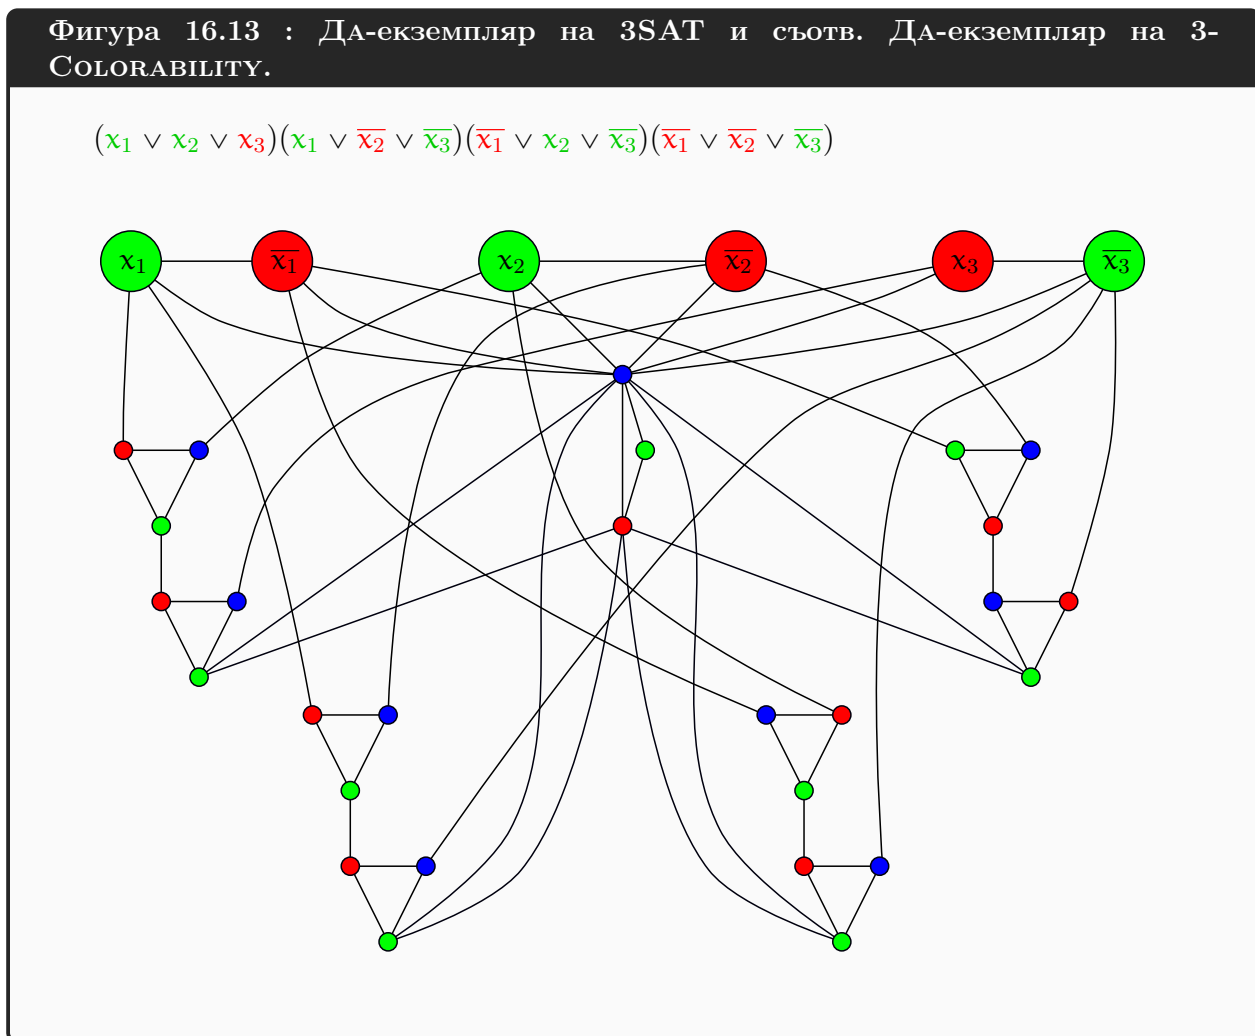 Фигура 16.13 : Да-екземпляр на 3SAT и съотв. Да-екземпляр на 3-
Colorability.
(x₁ ∨ x₂ ∨ x₃)(x₁ ∨ x̅₂ ∨ x̅₃)(x̅₁ ∨ x₂ ∨ x̅₃)(x̅₁ ∨ x̅₂ ∨ x̅₃)
x₁ x̅₁ x₂ x̅₂ x₃ x̅₃